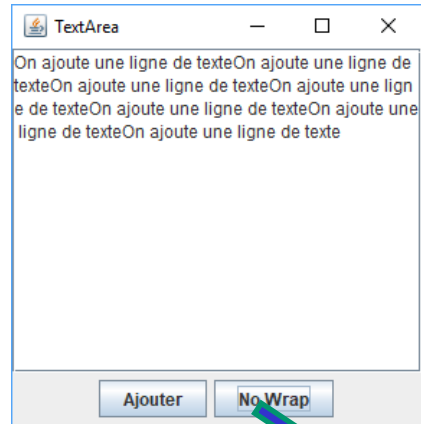 TextArea
On ajoute une ligne de texteOn ajoute une ligne de
texteOn ajoute une ligne de texteOn ajoute une lign
e de texteOn ajoute une ligne de texteOn ajoute une
ligne de texteOn ajoute une ligne de texte
Ajouter No Wrap